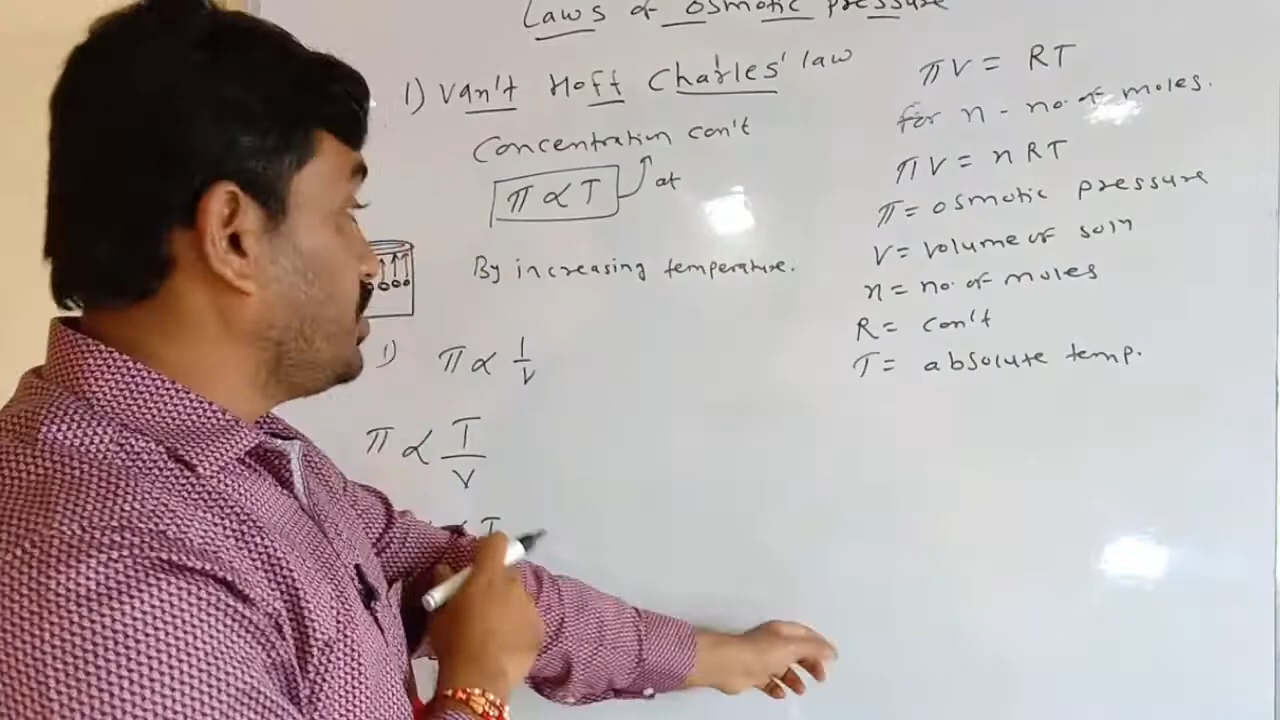 Laws of osmotic pressure
1) Van't Hoff Charles' law
Concentration con't
π ∝ T at
By increasing temperature.
1) π ∝ 1/V
π ∝ T/V
T
πV = RT
for n - no. of moles.
πV = nRT
π = osmotic pressure
V = volume of soln
n = no. of moles
R = con't
T = absolute temp.